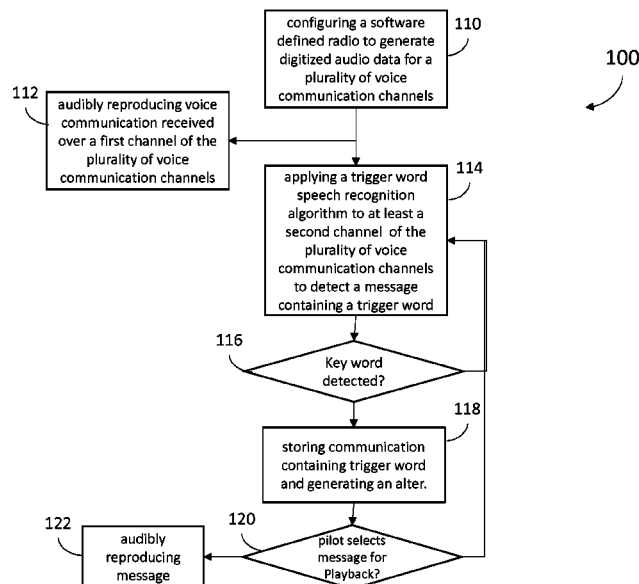 110
configuring a software
defined radio to generate
digitized audio data for a
plurality of voice
communication channels
100
112
audibly reproducing voice
communication received
over a first channel of the
plurality of voice
communication channels
114
applying a trigger word
speech recognition
algorithm to at least a
second channel of the
plurality of voice
communication channels
to detect a message
containing a trigger word
116
Key word
detected?
118
storing communication
containing trigger word
and generating an alter.
120
pilot selects
message for
Playback?
122
audibly
reproducing
message